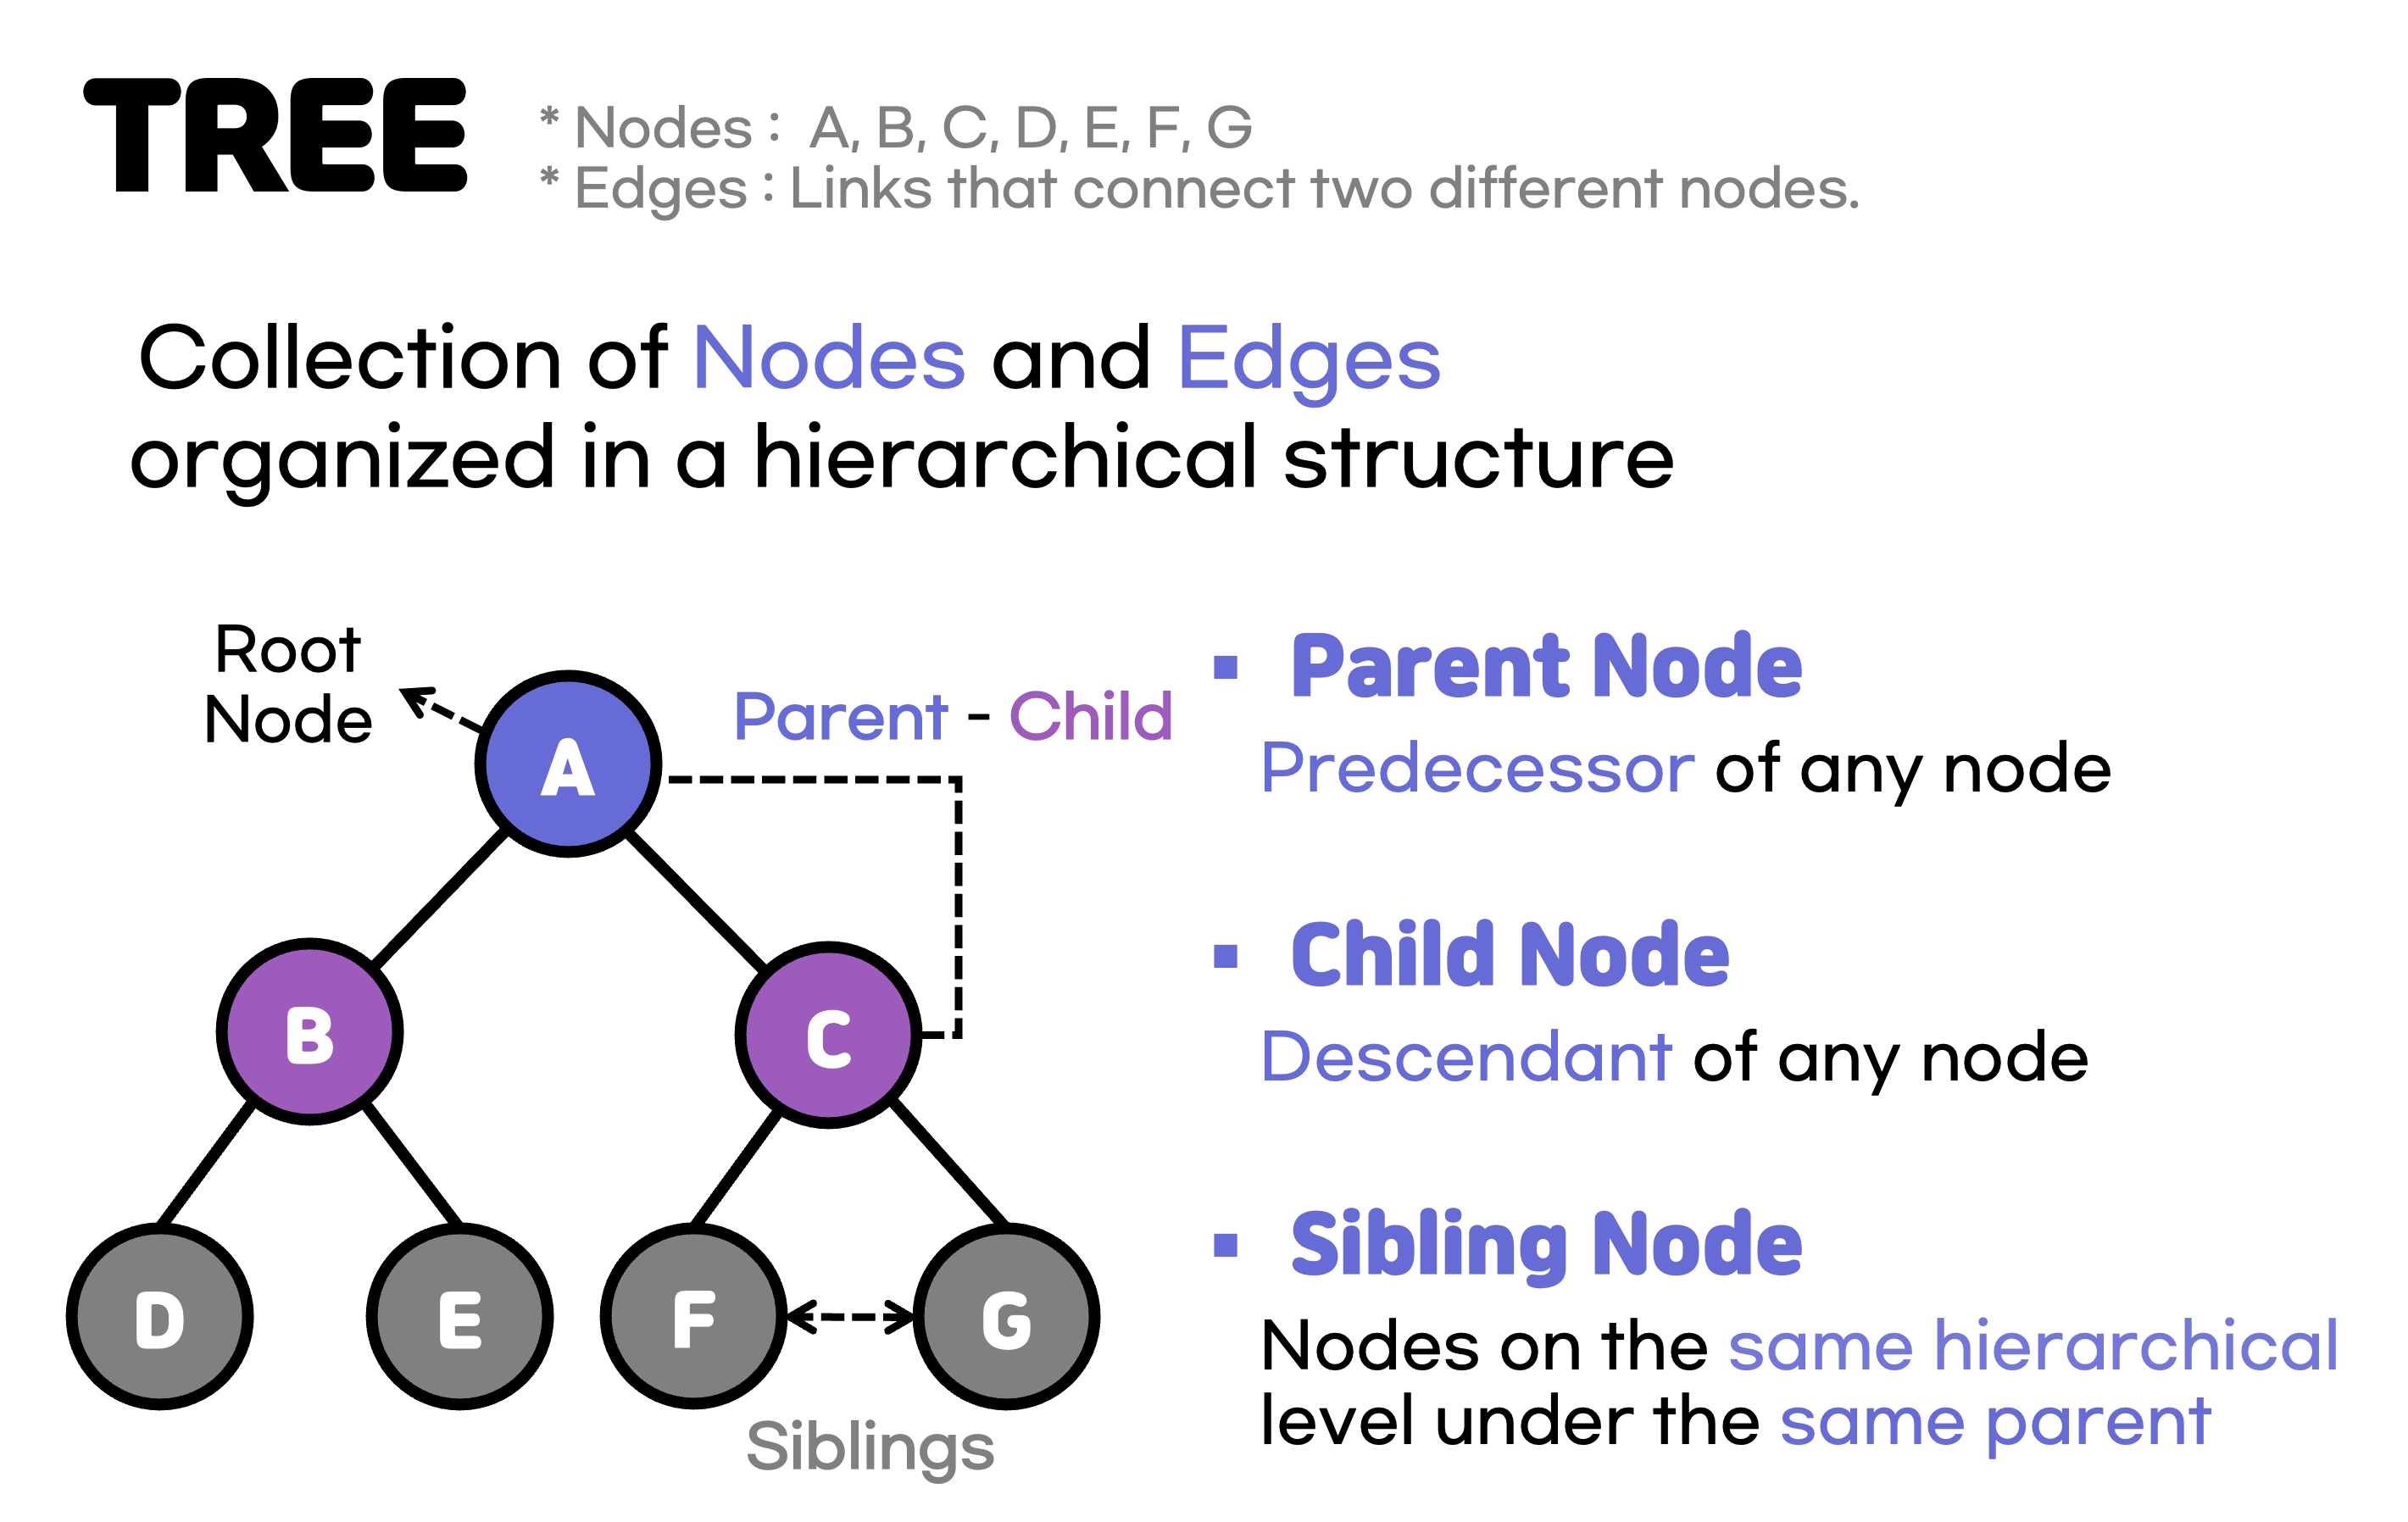 TREE
* Nodes : A, B, C, D, E, F, G
* Edges : Links that connect two different nodes.
Collection of Nodes and Edges
organized in a hierarchical structure
Root
Node
Parent - Child
A
B
C
D
E
F
G
Siblings
▪ Parent Node
Predecessor of any node
▪ Child Node
Descendant of any node
▪ Sibling Node
Nodes on the same hierarchical
level under the same parent